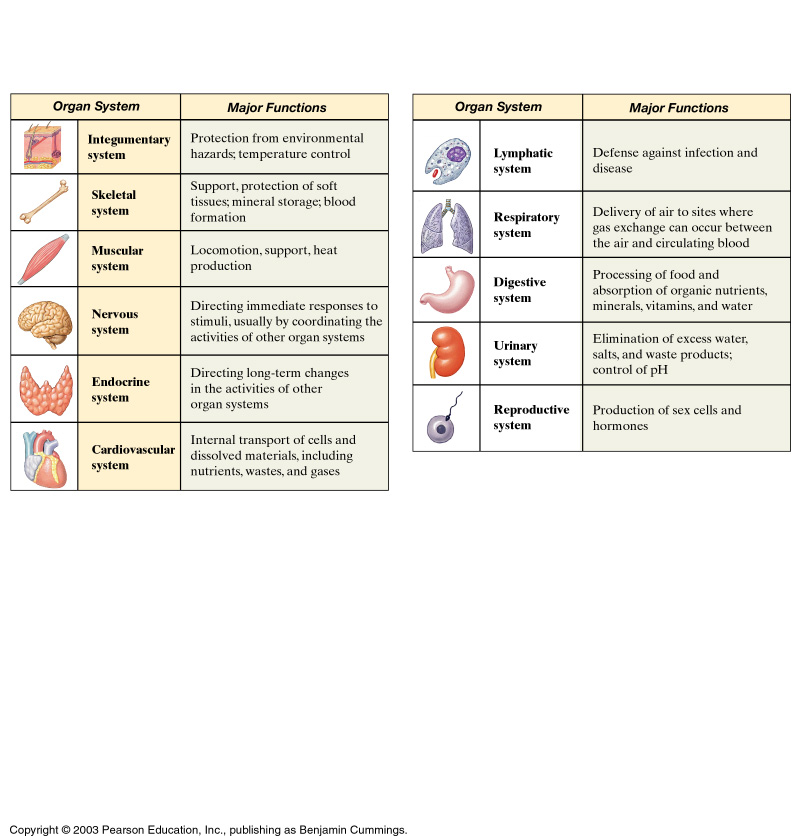 Organ System Major Functions
Integumentary
system
Protection from environmental
hazards; temperature control
Skeletal
system
Support, protection of soft
tissues; mineral storage; blood
formation
Muscular
system
Locomotion, support, heat
production
Nervous
system
Directing immediate responses to
stimuli, usually by coordinating the
activities of other organ systems
Endocrine
system
Directing long-term changes
in the activities of other
organ systems
Cardiovascular
system
Internal transport of cells and
dissolved materials, including
nutrients, wastes, and gases
Organ System Major Functions
Lymphatic
system
Defense against infection and
disease
Respiratory
system
Delivery of air to sites where
gas exchange can occur between
the air and circulating blood
Digestive
system
Processing of food and
absorption of organic nutrients,
minerals, vitamins, and water
Urinary
system
Elimination of excess water,
salts, and waste products;
control of pH
Reproductive
system
Production of sex cells and
hormones
Copyright © 2003 Pearson Education, Inc., publishing as Benjamin Cummings.